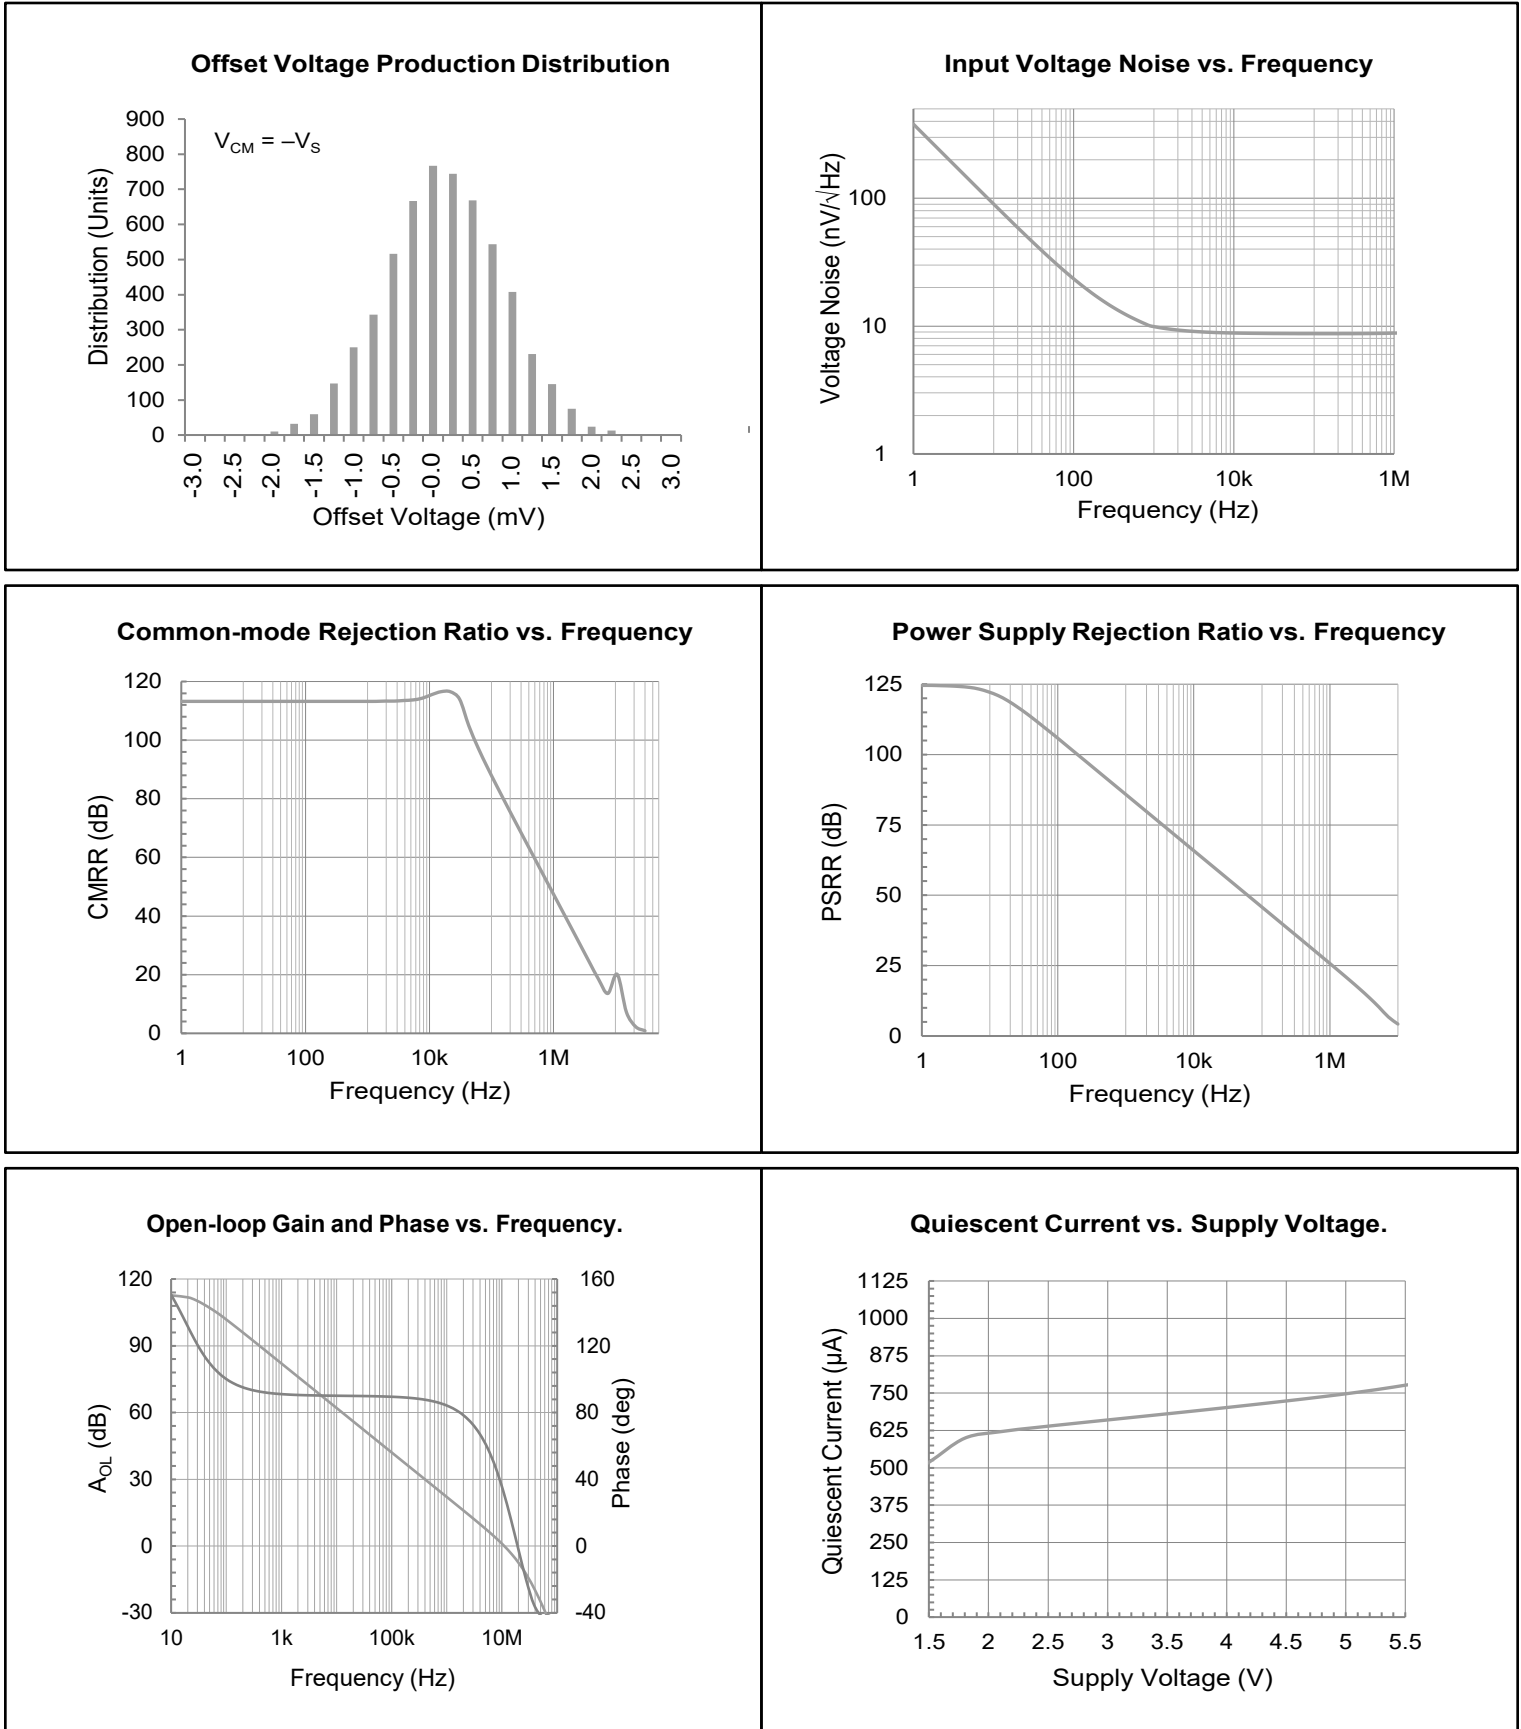 Offset Voltage Production Distribution
V_CM = –V_S
Distribution (Units)
900
800
700
600
500
400
300
200
100
0
-3.0
-2.5
-2.0
-1.5
-1.0
-0.5
-0.0
0.5
1.0
1.5
2.0
2.5
3.0
Offset Voltage (mV)
Input Voltage Noise vs. Frequency
Voltage Noise (nV/√Hz)
100
10
1
1
100
10k
1M
Frequency (Hz)
Common-mode Rejection Ratio vs. Frequency
CMRR (dB)
120
100
80
60
40
20
0
1
100
10k
1M
Frequency (Hz)
Power Supply Rejection Ratio vs. Frequency
PSRR (dB)
125
100
75
50
25
0
1
100
10k
1M
Frequency (Hz)
Open-loop Gain and Phase vs. Frequency.
A_OL (dB)
120
90
60
30
0
-30
160
120
80
40
0
-40
Phase (deg)
10
1k
100k
10M
Frequency (Hz)
Quiescent Current vs. Supply Voltage.
Quiescent Current (μA)
1125
1000
875
750
625
500
375
250
125
0
1.5
2
2.5
3
3.5
4
4.5
5
5.5
Supply Voltage (V)